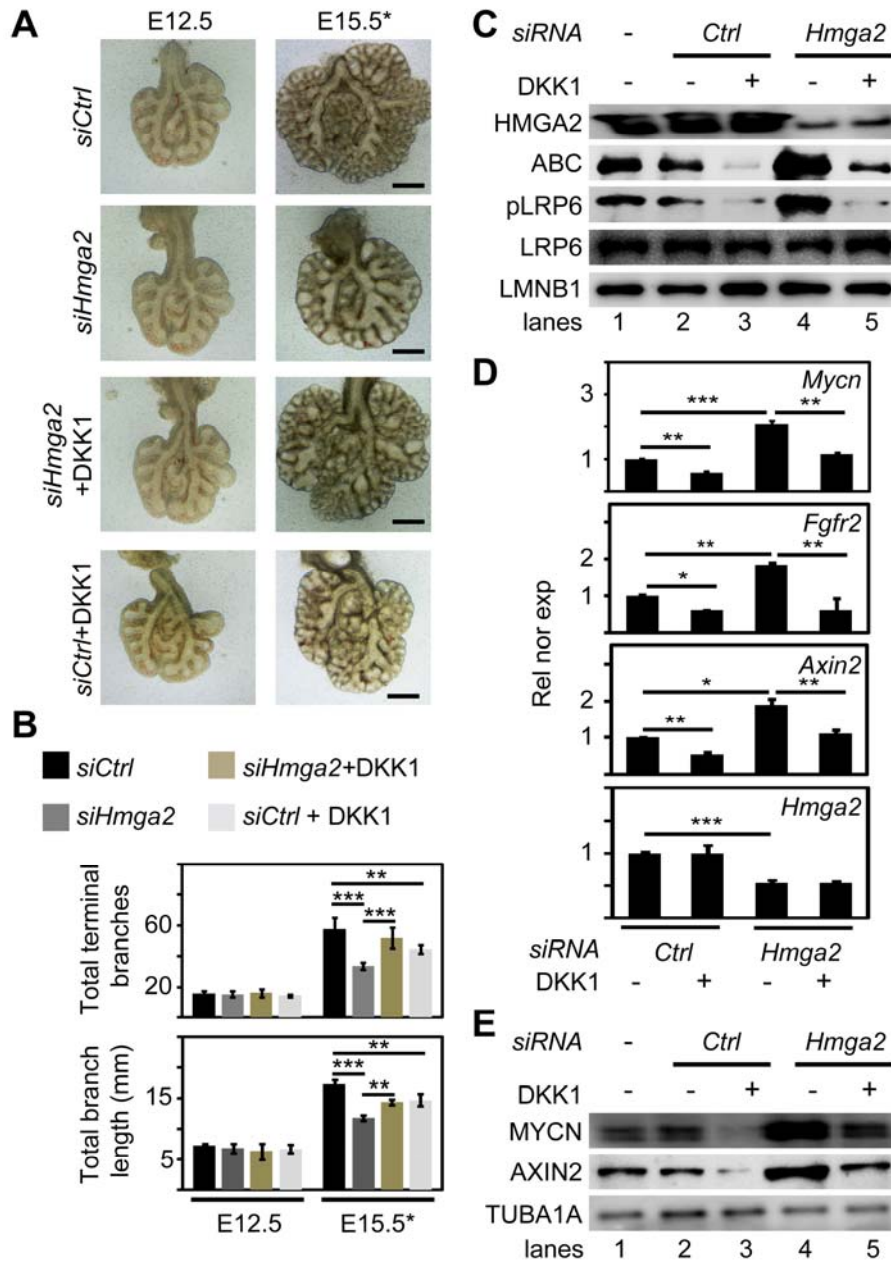 A
E12.5 E15.5*
siCtrl
siHmga2
siHmga2
+DKK1
siCtrl+DKK1
B
siCtrl siHmga2+DKK1
siHmga2 siCtrl + DKK1
Total terminal
branches
60
20
** 
*** 
***
Total branch
length (mm)
15
5
**
***
**
E12.5 E15.5*
C
siRNA - Ctrl Hmga2
DKK1 - - + - +
HMGA2
ABC
pLRP6
LRP6
LMNB1
lanes 1 2 3 4 5
D
Rel nor exp
Mycn
3
1
***
**
**
Fgfr2
2
1
**
**
*
Axin2
2
1
*
**
**
Hmga2
1
***
siRNA Ctrl Hmga2
DKK1 - + - +
E
siRNA - Ctrl Hmga2
DKK1 - - + - +
MYCN
AXIN2
TUBA1A
lanes 1 2 3 4 5